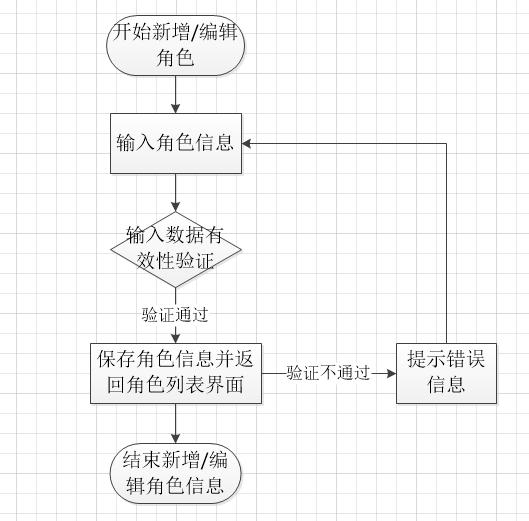 开始新增/编辑
角色
输入角色信息
输入数据有
效性验证
验证通过
保存角色信息并返
回角色列表界面
验证不通过
提示错误
信息
结束新增/编
辑角色信息